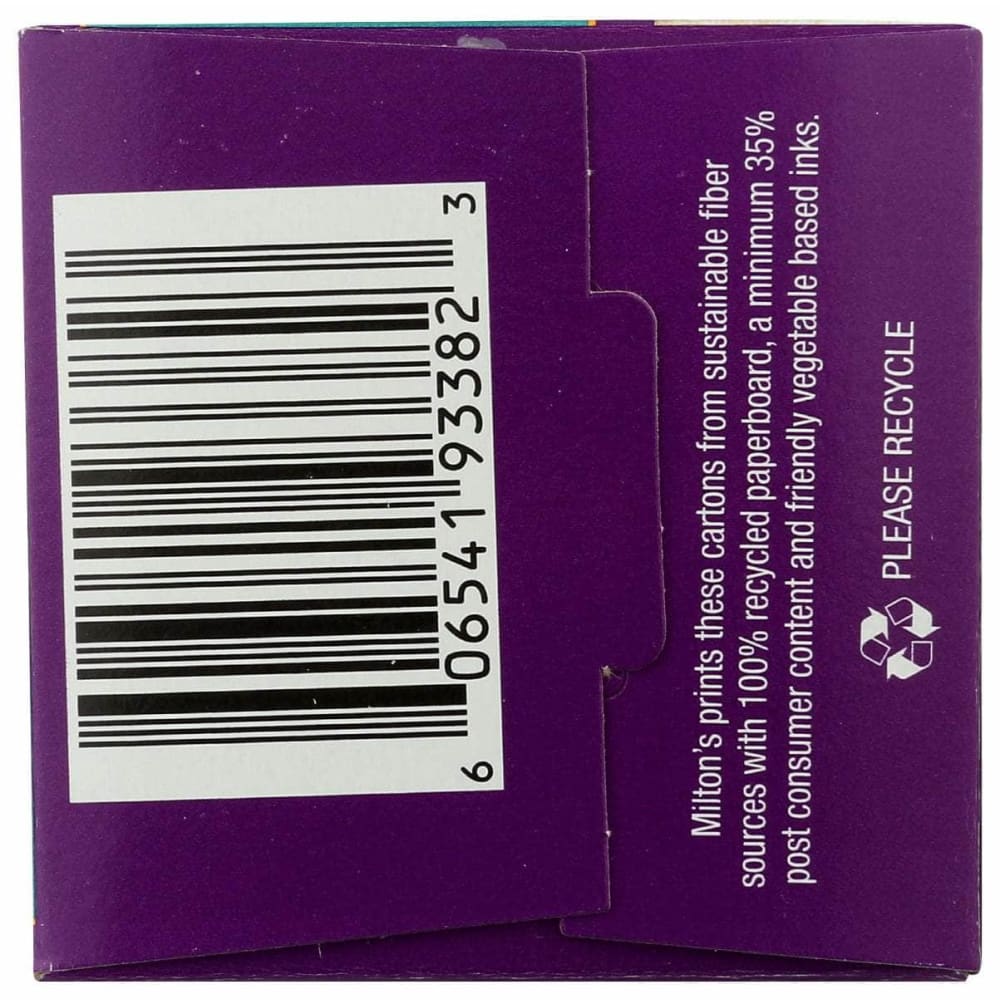 6 06541 93382 3
Milton's prints these cartons from sustainable fiber
sources with 100% recycled paperboard, a minimum 35%
post consumer content and friendly vegetable based inks.
PLEASE RECYCLE